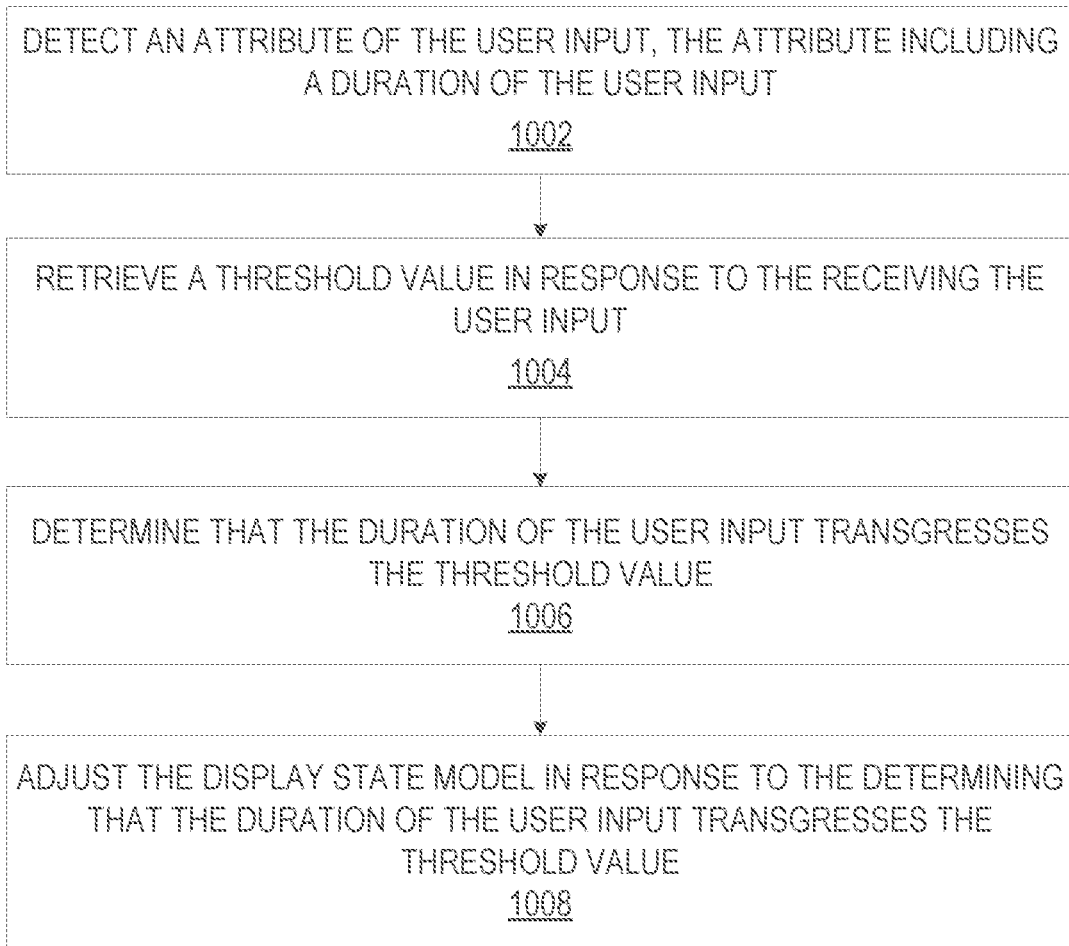 DETECT AN ATTRIBUTE OF THE USER INPUT, THE ATTRIBUTE INCLUDING
A DURATION OF THE USER INPUT
1002
RETRIEVE A THRESHOLD VALUE IN RESPONSE TO THE RECEIVING THE
USER INPUT
1004
DETERMINE THAT THE DURATION OF THE USER INPUT TRANSGRESSES
THE THRESHOLD VALUE
1006
ADJUST THE DISPLAY STATE MODEL IN RESPONSE TO THE DETERMINING
THAT THE DURATION OF THE USER INPUT TRANSGRESSES THE
THRESHOLD VALUE
1008